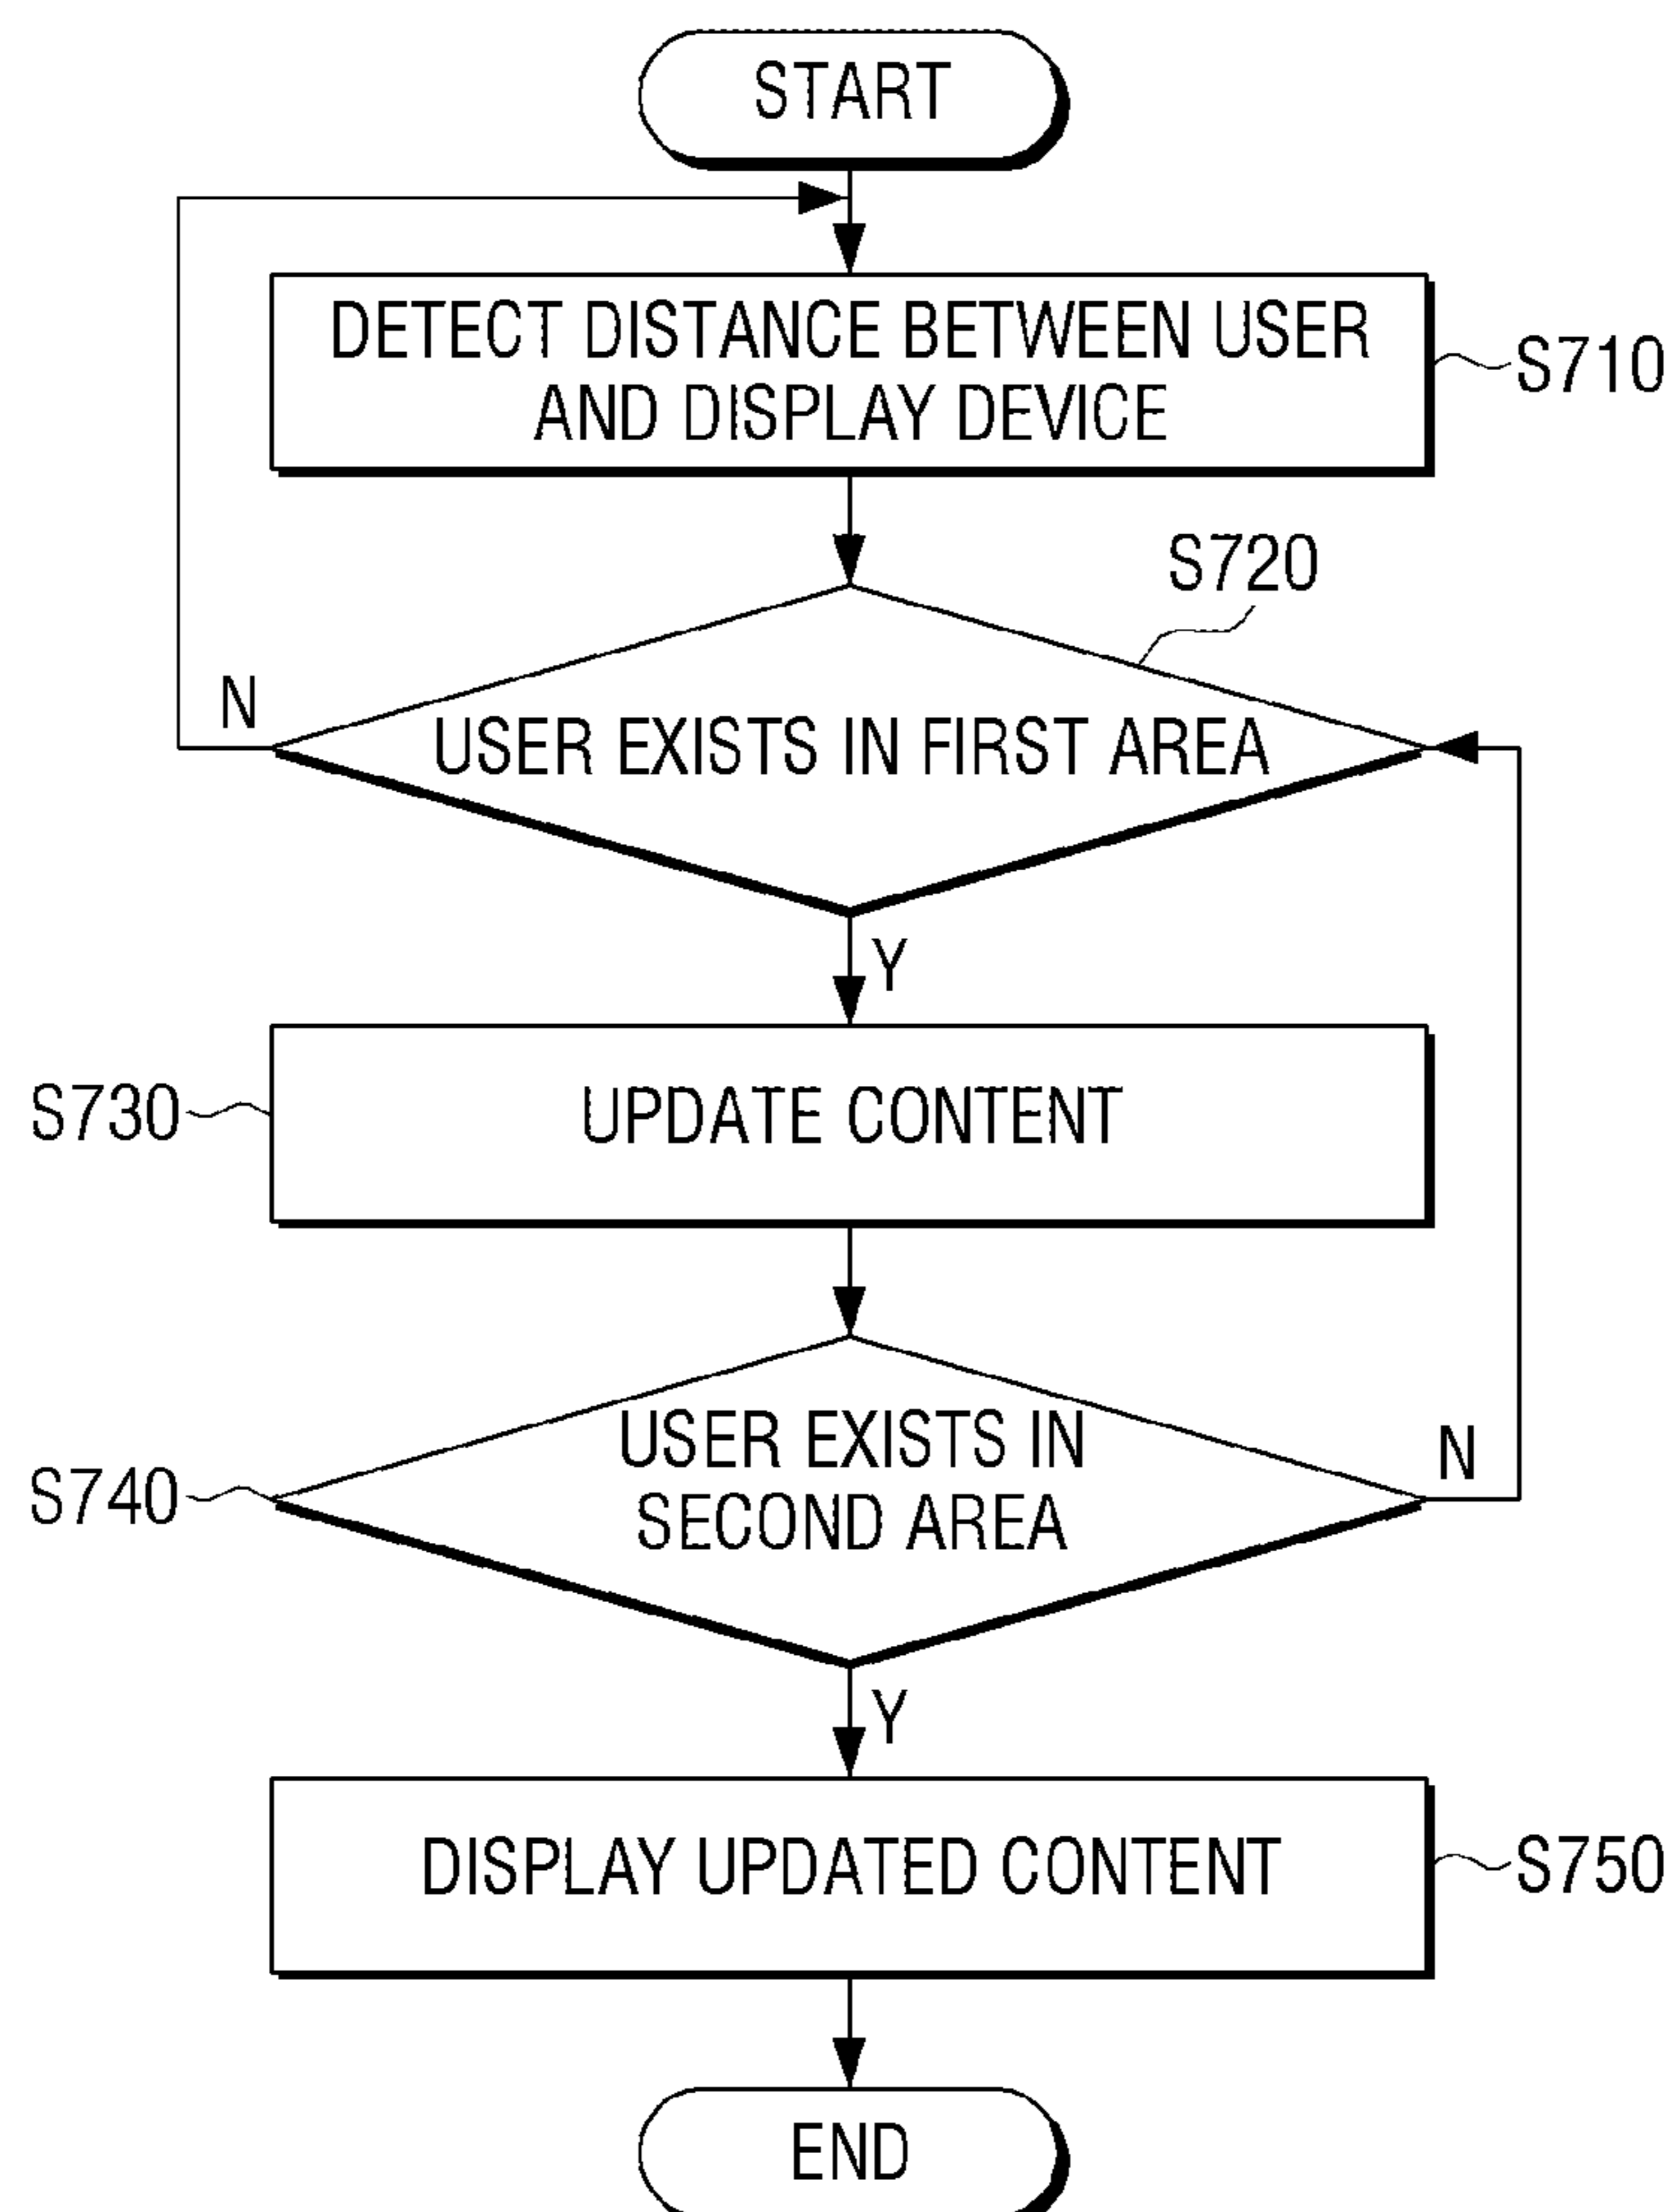 START
DETECT DISTANCE BETWEEN USER
AND DISPLAY DEVICE
S710
S720
N
USER EXISTS IN FIRST AREA
Y
S730
UPDATE CONTENT
USER EXISTS IN
SECOND AREA
N
S740
Y
DISPLAY UPDATED CONTENT
S750
END